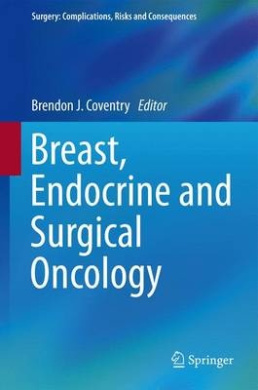 Surgery: Complications, Risks and Consequences
Brendon J. Coventry Editor
Breast,
Endocrine and
Surgical
Oncology
Springer